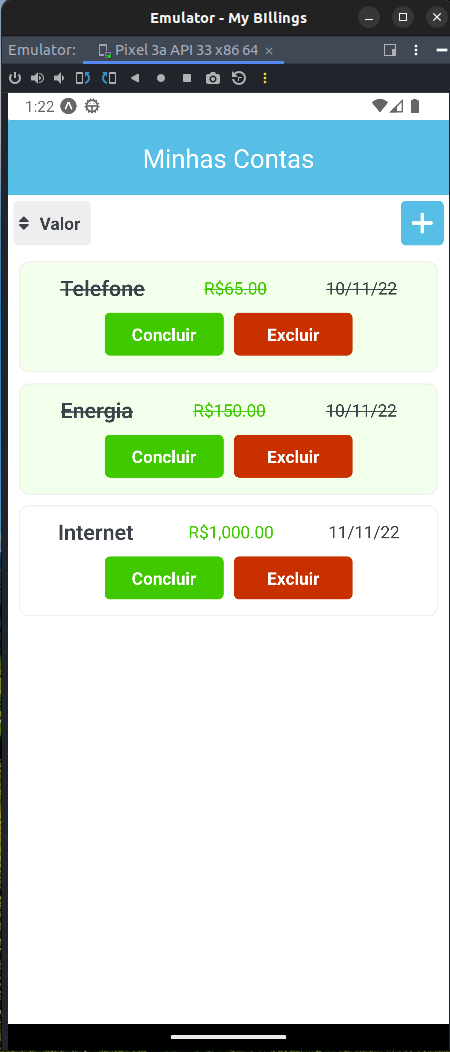 Emulator - My BIllings
Emulator: Pixel 3a API 33 x86 64
1:22
Minhas Contas
Valor
Telefone R$65.00 10/11/22
Concluir Excluir
Energia R$150.00 10/11/22
Concluir Excluir
Internet R$1,000.00 11/11/22
Concluir Excluir